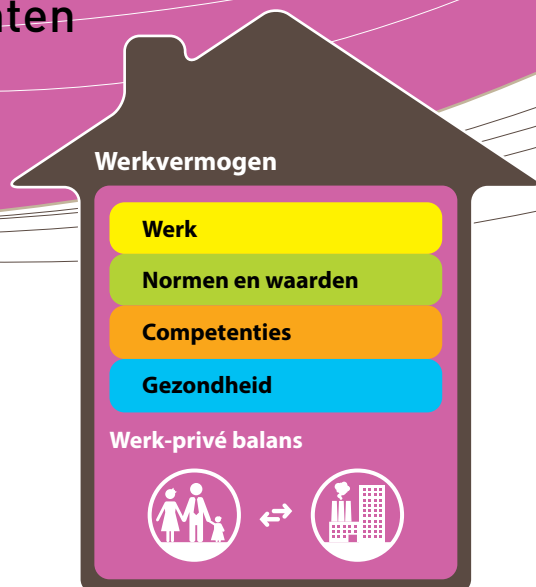 Werkvermogen
Werk
Normen en waarden
Competenties
Gezondheid
Werk-privé balans